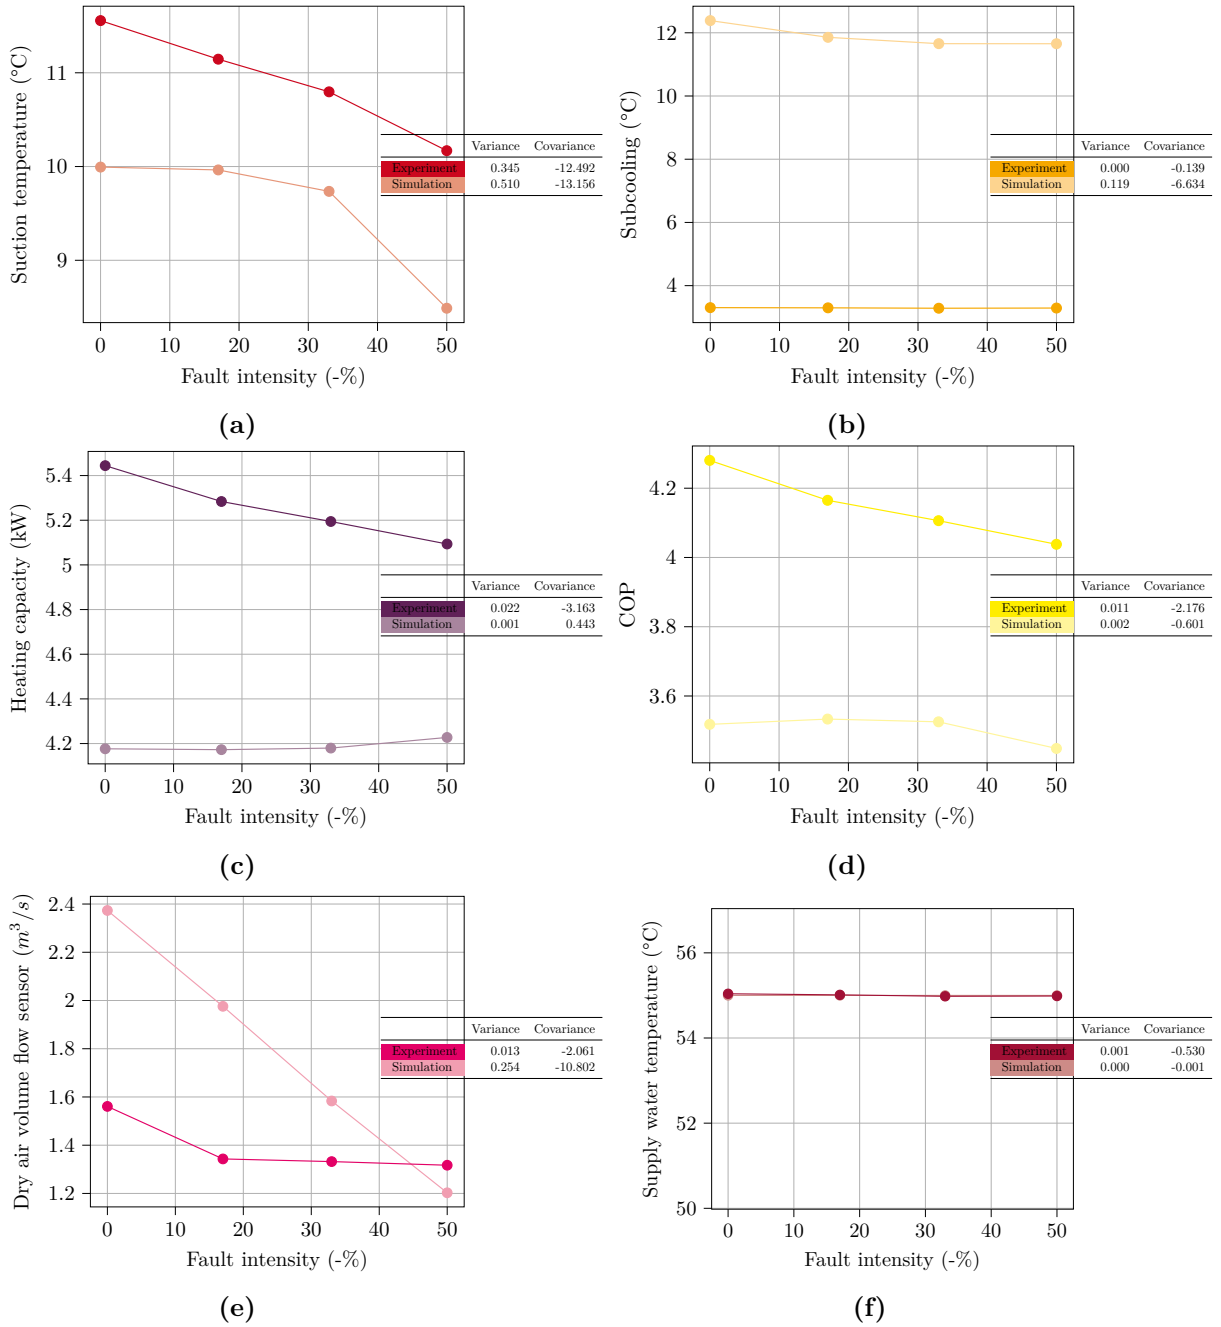 11
10
9
0 10 20 30 40 50
Suction temperature (°C)
Fault intensity (-%)
Variance Covariance
Experiment 0.345 -12.492
Simulation 0.510 -13.156
(a)
12
10
8
6
4
0 10 20 30 40 50
Subcooling (°C)
Fault intensity (-%)
Variance Covariance
Experiment 0.000 -0.139
Simulation 0.119 -6.634
(b)
5.4
5.2
5
4.8
4.6
4.4
4.2
0 10 20 30 40 50
Heating capacity (kW)
Fault intensity (-%)
Variance Covariance
Experiment 0.022 -3.163
Simulation 0.001 0.443
(c)
4.2
4
3.8
3.6
0 10 20 30 40 50
COP
Fault intensity (-%)
Variance Covariance
Experiment 0.011 -2.176
Simulation 0.002 -0.601
(d)
2.4
2.2
2
1.8
1.6
1.4
1.2
0 10 20 30 40 50
Dry air volume flow sensor (m³/s)
Fault intensity (-%)
Variance Covariance
Experiment 0.013 -2.061
Simulation 0.254 -10.802
(e)
56
54
52
50
0 10 20 30 40 50
Supply water temperature (°C)
Fault intensity (-%)
Variance Covariance
Experiment 0.001 -0.530
Simulation 0.000 -0.001
(f)